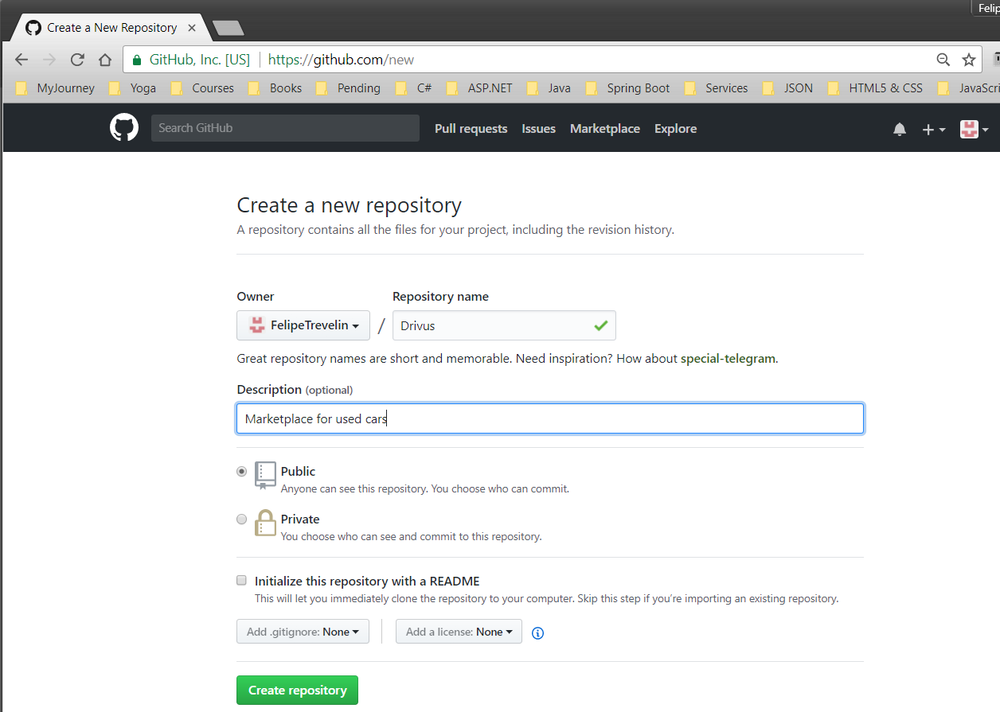 Felip
Create a New Repository
GitHub, Inc. [US] https://github.com/new
MyJourney Yoga Courses Books Pending C# ASP.NET Java Spring Boot Services JSON HTML5 & CSS JavaScri
Search GitHub Pull requests Issues Marketplace Explore
Create a new repository
A repository contains all the files for your project, including the revision history.
Owner Repository name
FelipeTrevelin / Drivus
Great repository names are short and memorable. Need inspiration? How about special-telegram.
Description (optional)
Marketplace for used cars
Public
Anyone can see this repository. You choose who can commit.
Private
You choose who can see and commit to this repository.
Initialize this repository with a README
This will let you immediately clone the repository to your computer. Skip this step if you’re importing an existing repository.
Add .gitignore: None Add a license: None
Create repository